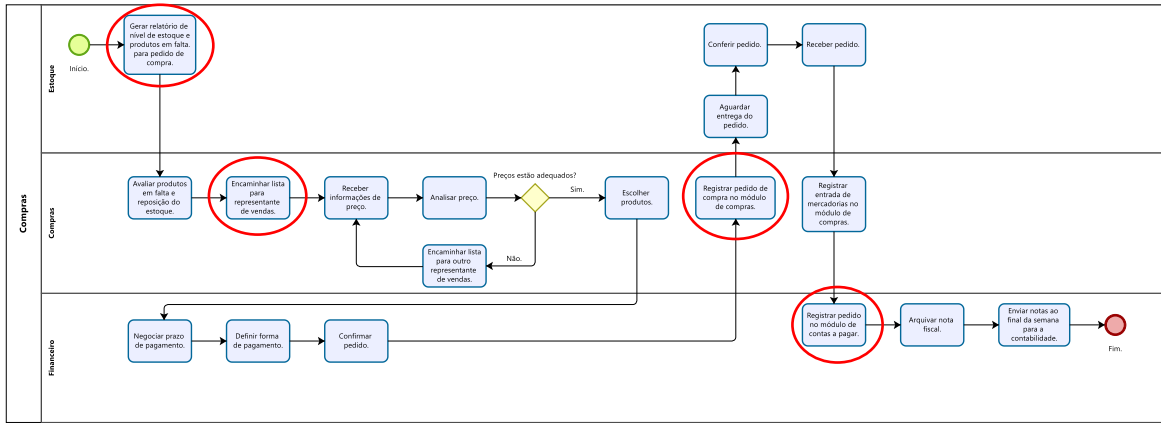 Compras
Estoque
Início.
Gerar relatório de
nível de estoque e
produtos em falta.
para pedido de
compra.
Conferir pedido.
Receber pedido.
Aguardar
entrega do
pedido.
Compras
Avaliar produtos
em falta e
reposição do
estoque.
Encaminhar lista
para
representante
de vendas.
Receber
informações de
preço.
Analisar preço.
Preços estão adequados?
Sim.
Não.
Encaminhar lista
para outro
representante
de vendas.
Escolher
produtos.
Registrar pedido de
compra no módulo
de compras.
Registrar
entrada de
mercadorias no
módulo de
compras.
Financeiro
Negociar prazo
de pagamento.
Definir forma
de pagamento.
Confirmar
pedido.
Registrar pedido
no módulo de
contas a pagar.
Arquivar nota
fiscal.
Enviar notas ao
final da semana
para a
contabilidade.
Fim.